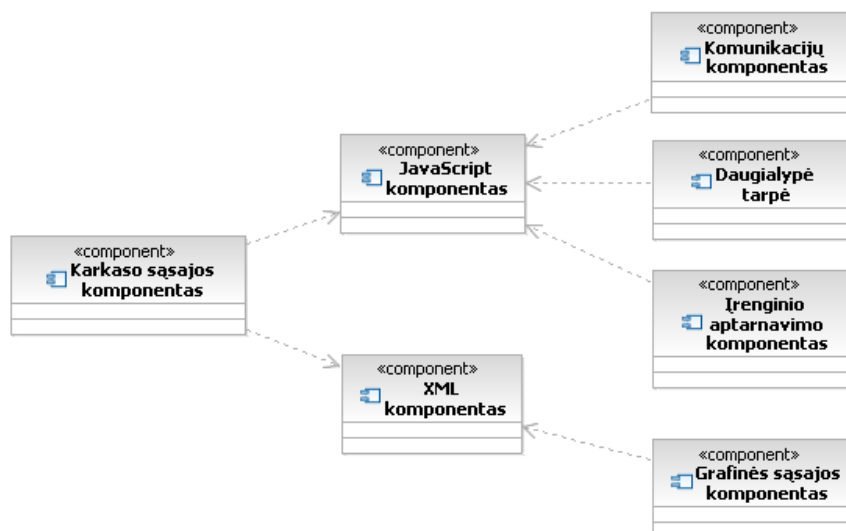 «component»
Komunikacijų
komponentas
«component»
JavaScript
komponentas
«component»
Daugialypė
tarpė
«component»
Karkaso sąsajos
komponentas
«component»
Įrenginio
aptarnavimo
komponentas
«component»
XML
komponentas
«component»
Grafinės sąsajos
komponentas